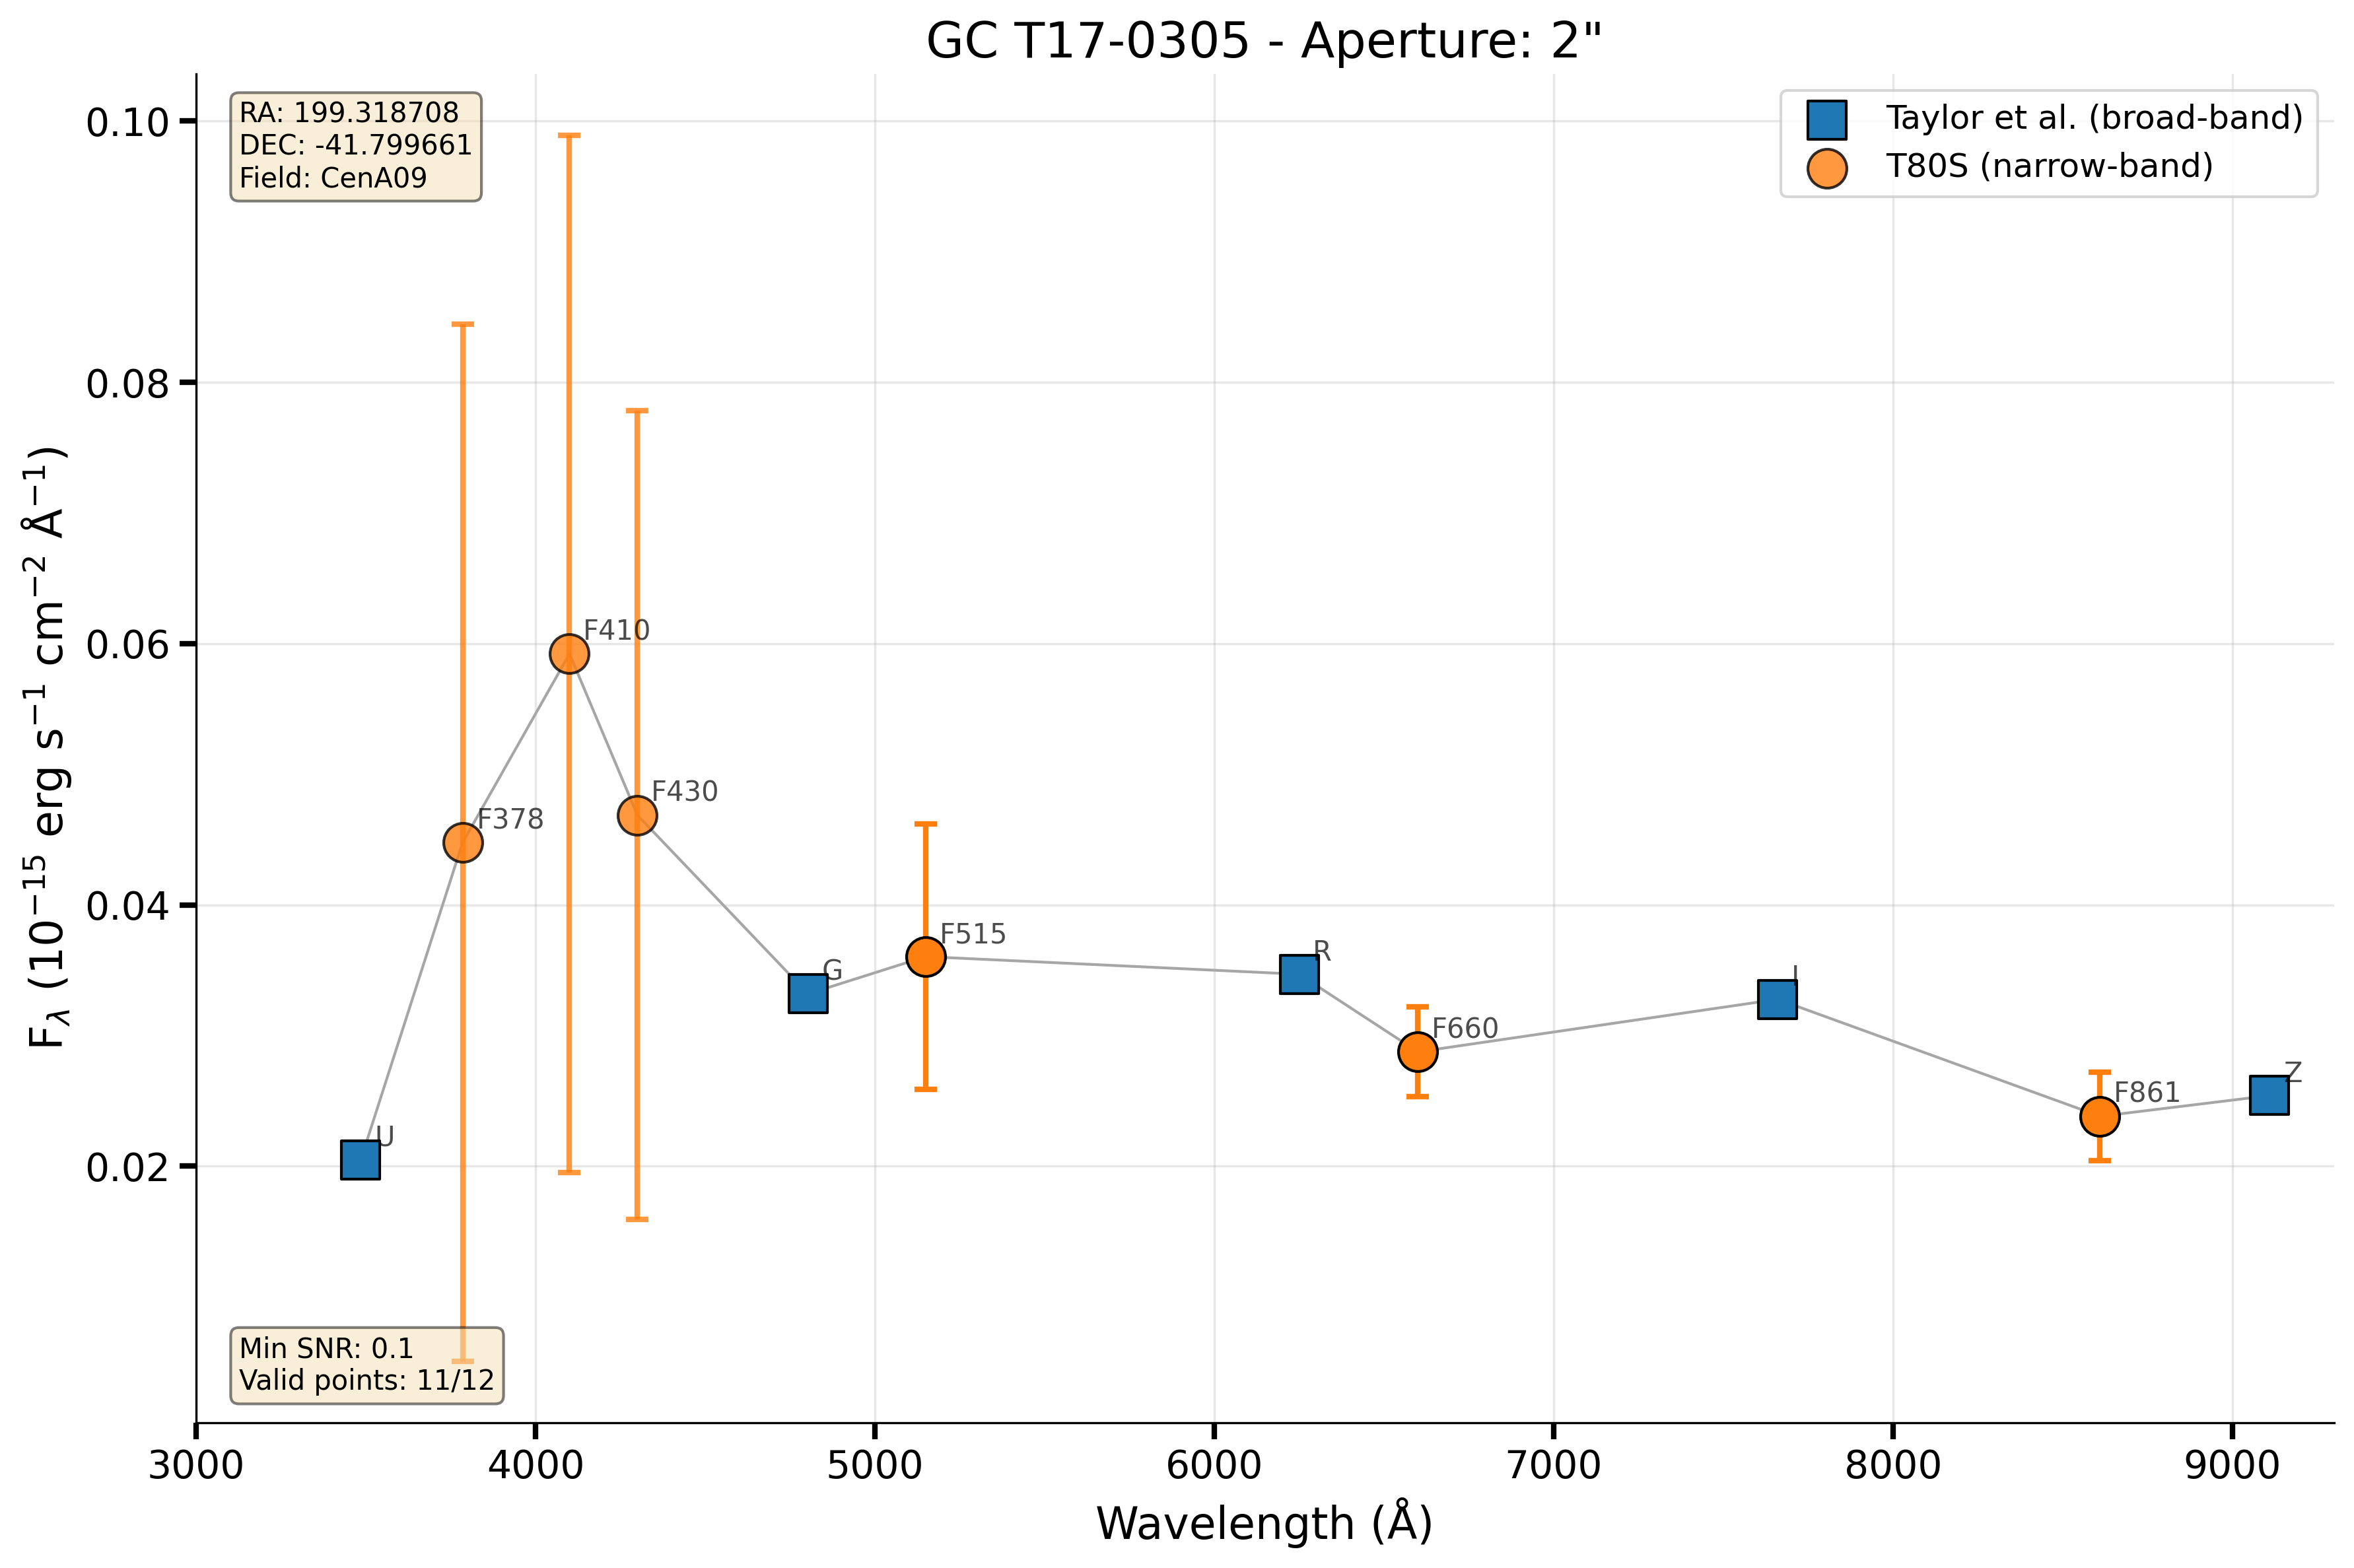 GC T17-0305 - Aperture: 2"
RA: 199.318708
DEC: -41.799661
Field: CenA09
Taylor et al. (broad-band)
T80S (narrow-band)
0.10
0.08
0.06
0.04
0.02
F$_{\lambda}$ (10$^{-15}$ erg s$^{-1}$ cm$^{-2}$ Å$^{-1}$)
U
F378
F410
F430
G
F515
R
F660
I
F861
Z
Min SNR: 0.1
Valid points: 11/12
3000 4000 5000 6000 7000 8000 9000
Wavelength (Å)